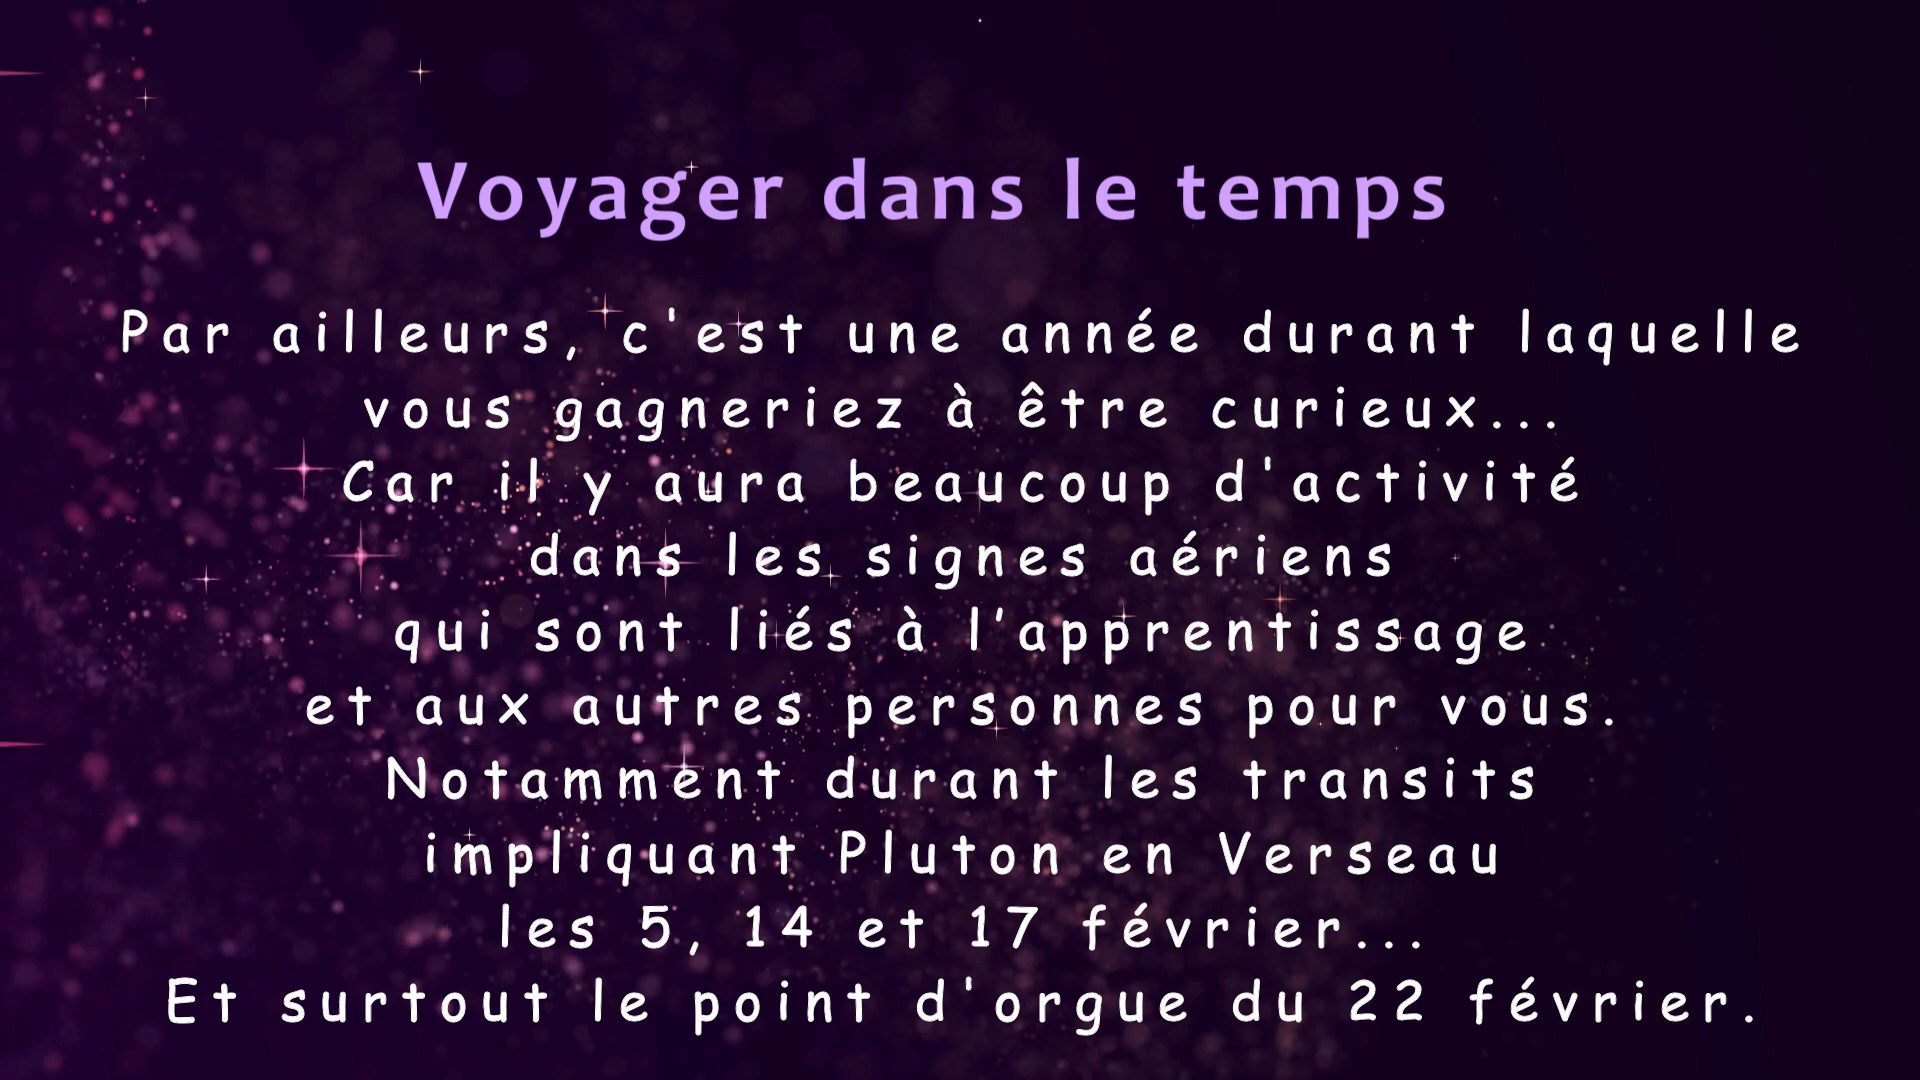 Voyager dans le temps
Par ailleurs, c'est une année durant laquelle
vous gagneriez à être curieux...
Car il y aura beaucoup d'activité
dans les signes aériens
qui sont liés à l’apprentissage
et aux autres personnes pour vous.
Notamment durant les transits
impliquant Pluton en Verseau
les 5, 14 et 17 février...
Et surtout le point d'orgue du 22 février.